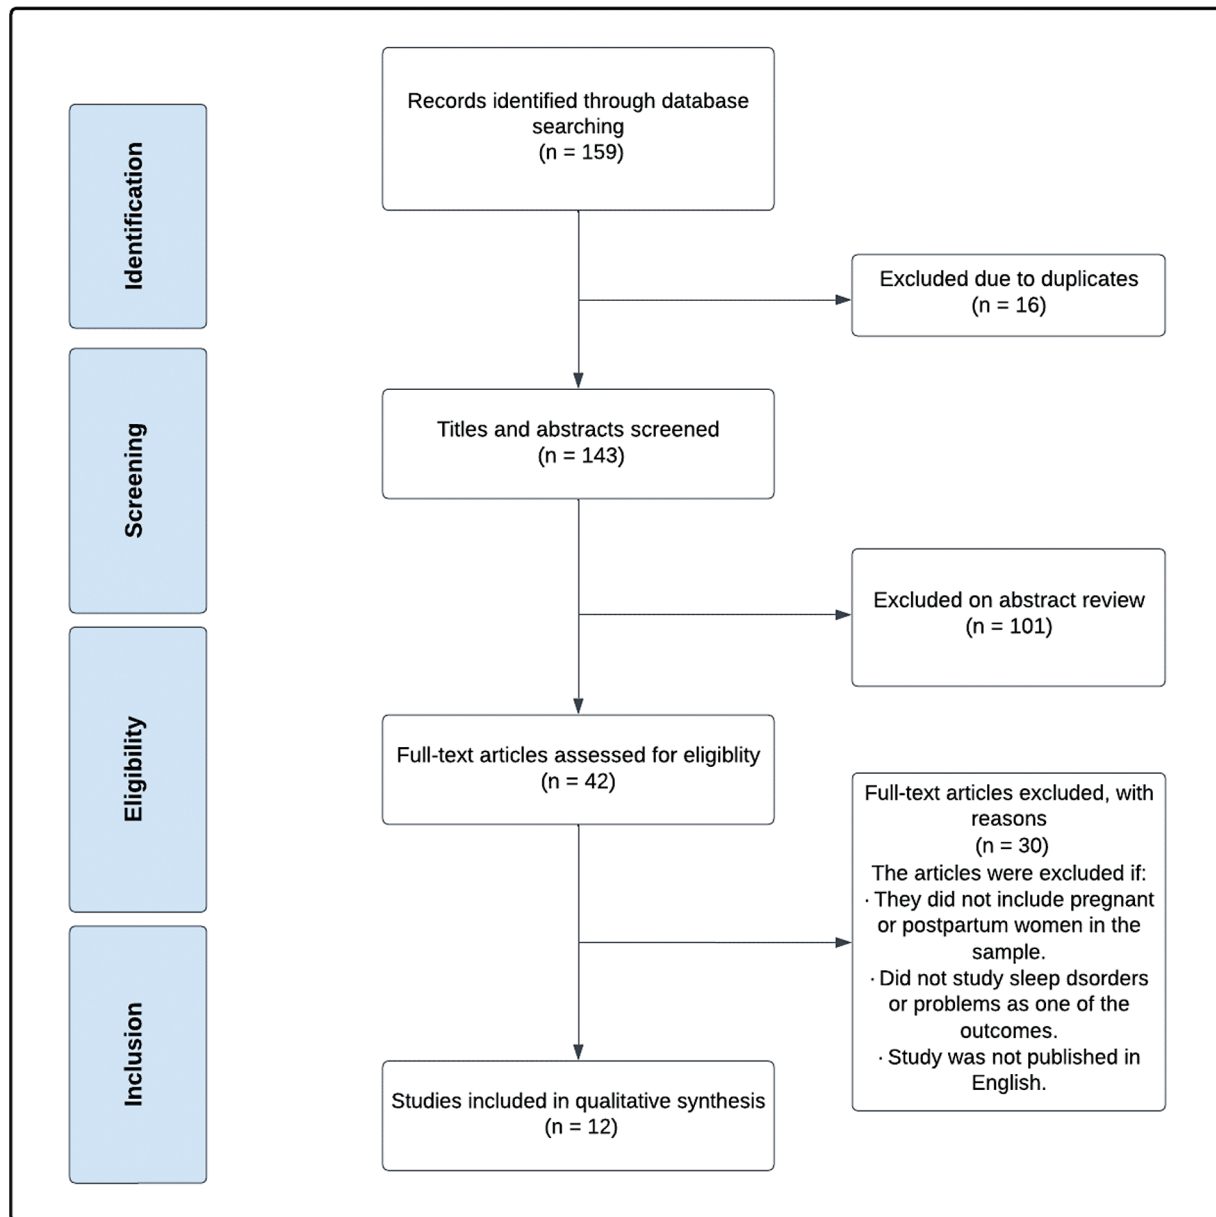 Identification
Records identified through database
searching
(n = 159)
Excluded due to duplicates
(n = 16)
Screening
Titles and abstracts screened
(n = 143)
Excluded on abstract review
(n = 101)
Eligibility
Full-text articles assessed for eligiblity
(n = 42)
Full-text articles excluded, with
reasons
(n = 30)
The articles were excluded if:
· They did not include pregnant
or postpartum women in the
sample.
· Did not study sleep dsorders
or problems as one of the
outcomes.
· Study was not published in
English.
Inclusion
Studies included in qualitative synthesis
(n = 12)